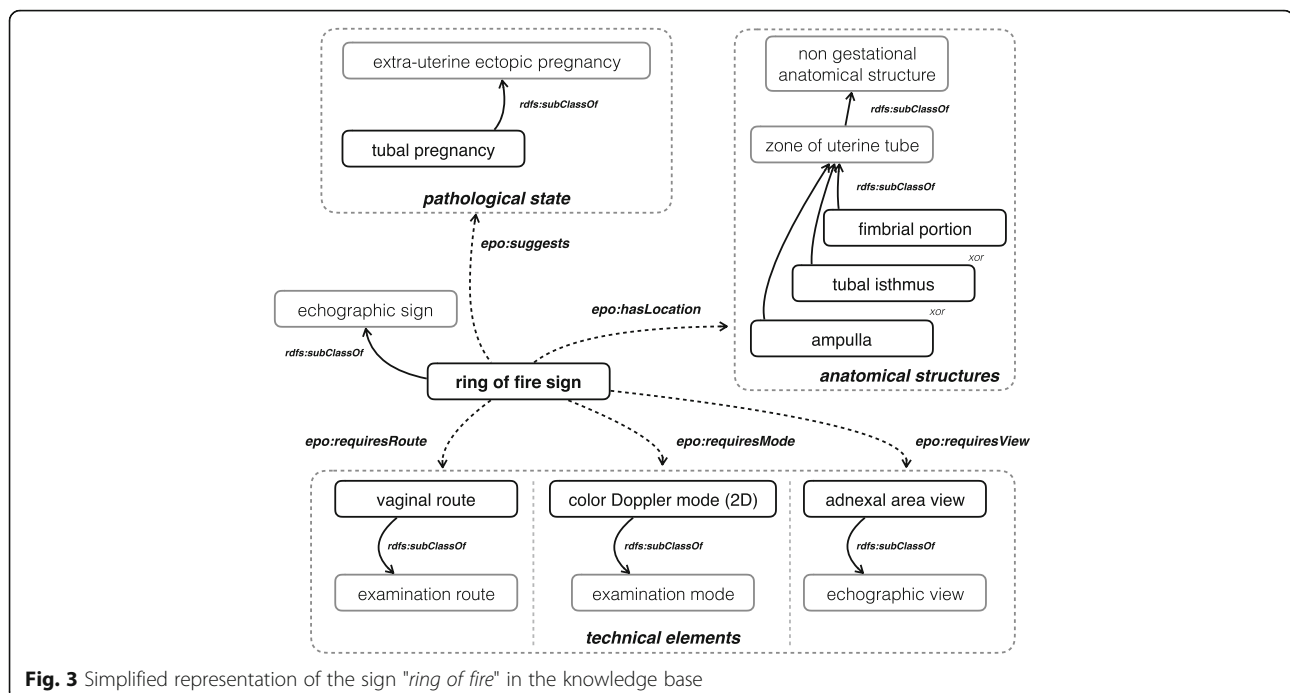 extra-uterine ectopic pregnancy
rdfs:subClassOf
tubal pregnancy
pathological state
non gestational
anatomical structure
rdfs:subClassOf
zone of uterine tube
rdfs:subClassOf
fimbrial portion
xor
tubal isthmus
xor
ampulla
anatomical structures
epo:suggests
epo:hasLocation
echographic sign
rdfs:subClassOf
ring of fire sign
epo:requiresRoute
epo:requiresMode
epo:requiresView
vaginal route
color Doppler mode (2D)
adnexal area view
rdfs:subClassOf
rdfs:subClassOf
rdfs:subClassOf
examination route
examination mode
echographic view
technical elements
Fig. 3 Simplified representation of the sign "ring of fire" in the knowledge base